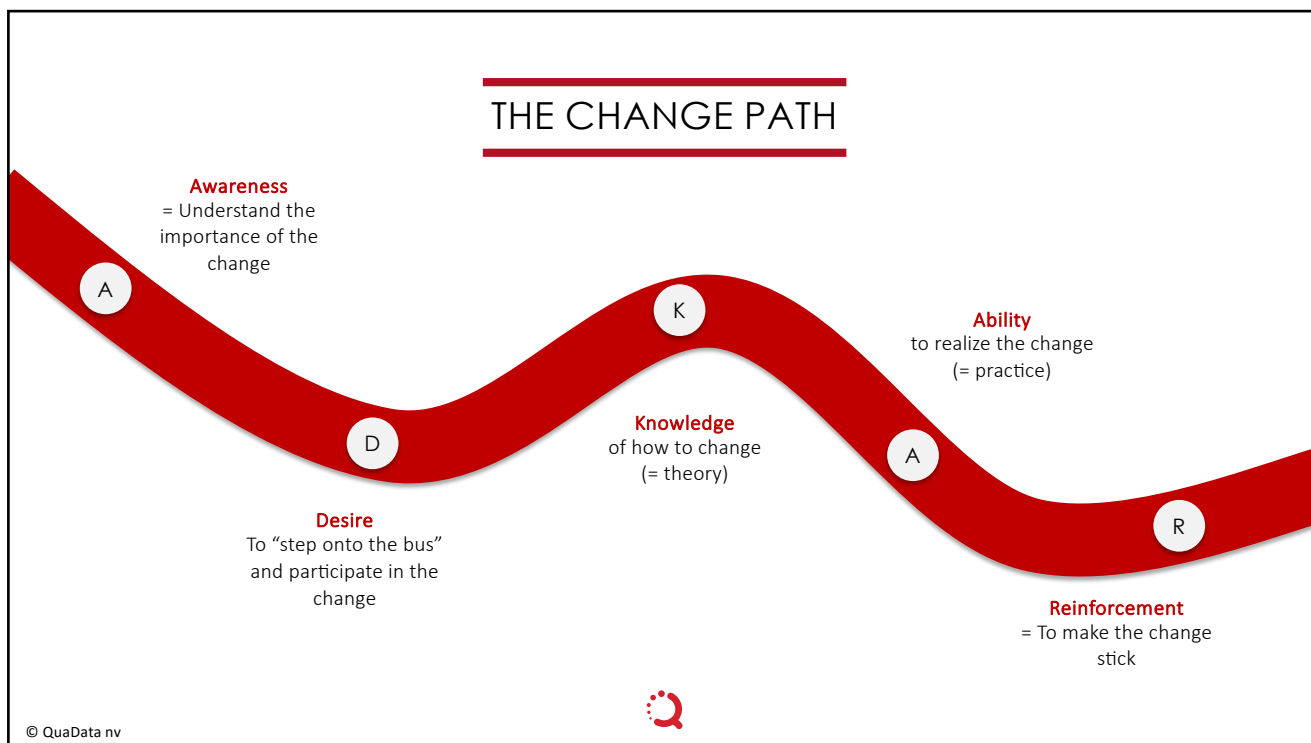 THE CHANGE PATH
Awareness
= Understand the
importance of the
change
A
D
Desire
To “step onto the bus”
and participate in the
change
K
Knowledge
of how to change
(= theory)
Ability
to realize the change
(= practice)
A
R
Reinforcement
= To make the change
stick
© QuaData nv